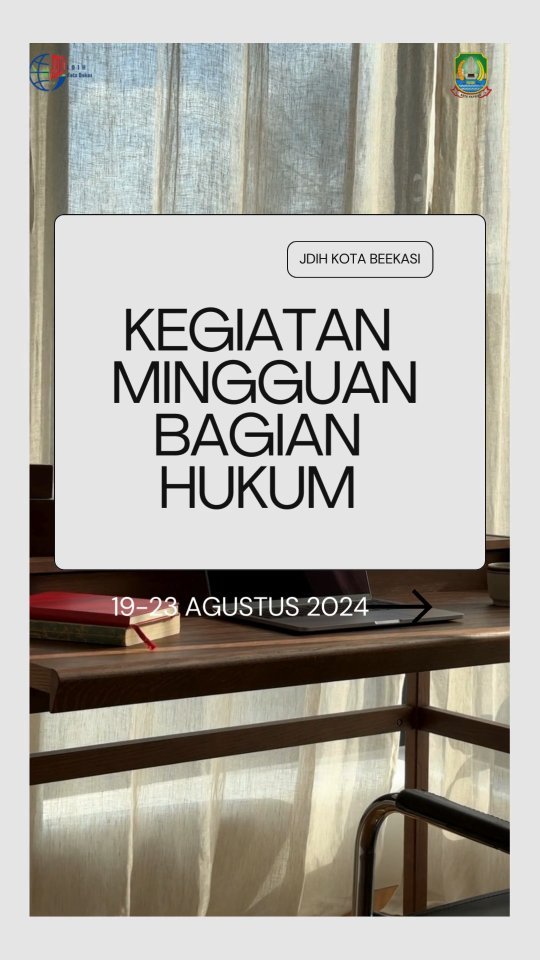 JDIH KOTA BEEKASI
KEGIATAN
MINGGUAN
BAGIAN
HUKUM
19-23 AGUSTUS 2024